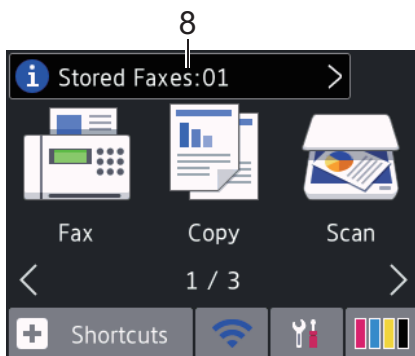 8
Stored Faxes:01
Fax Copy Scan
1 / 3
Shortcuts